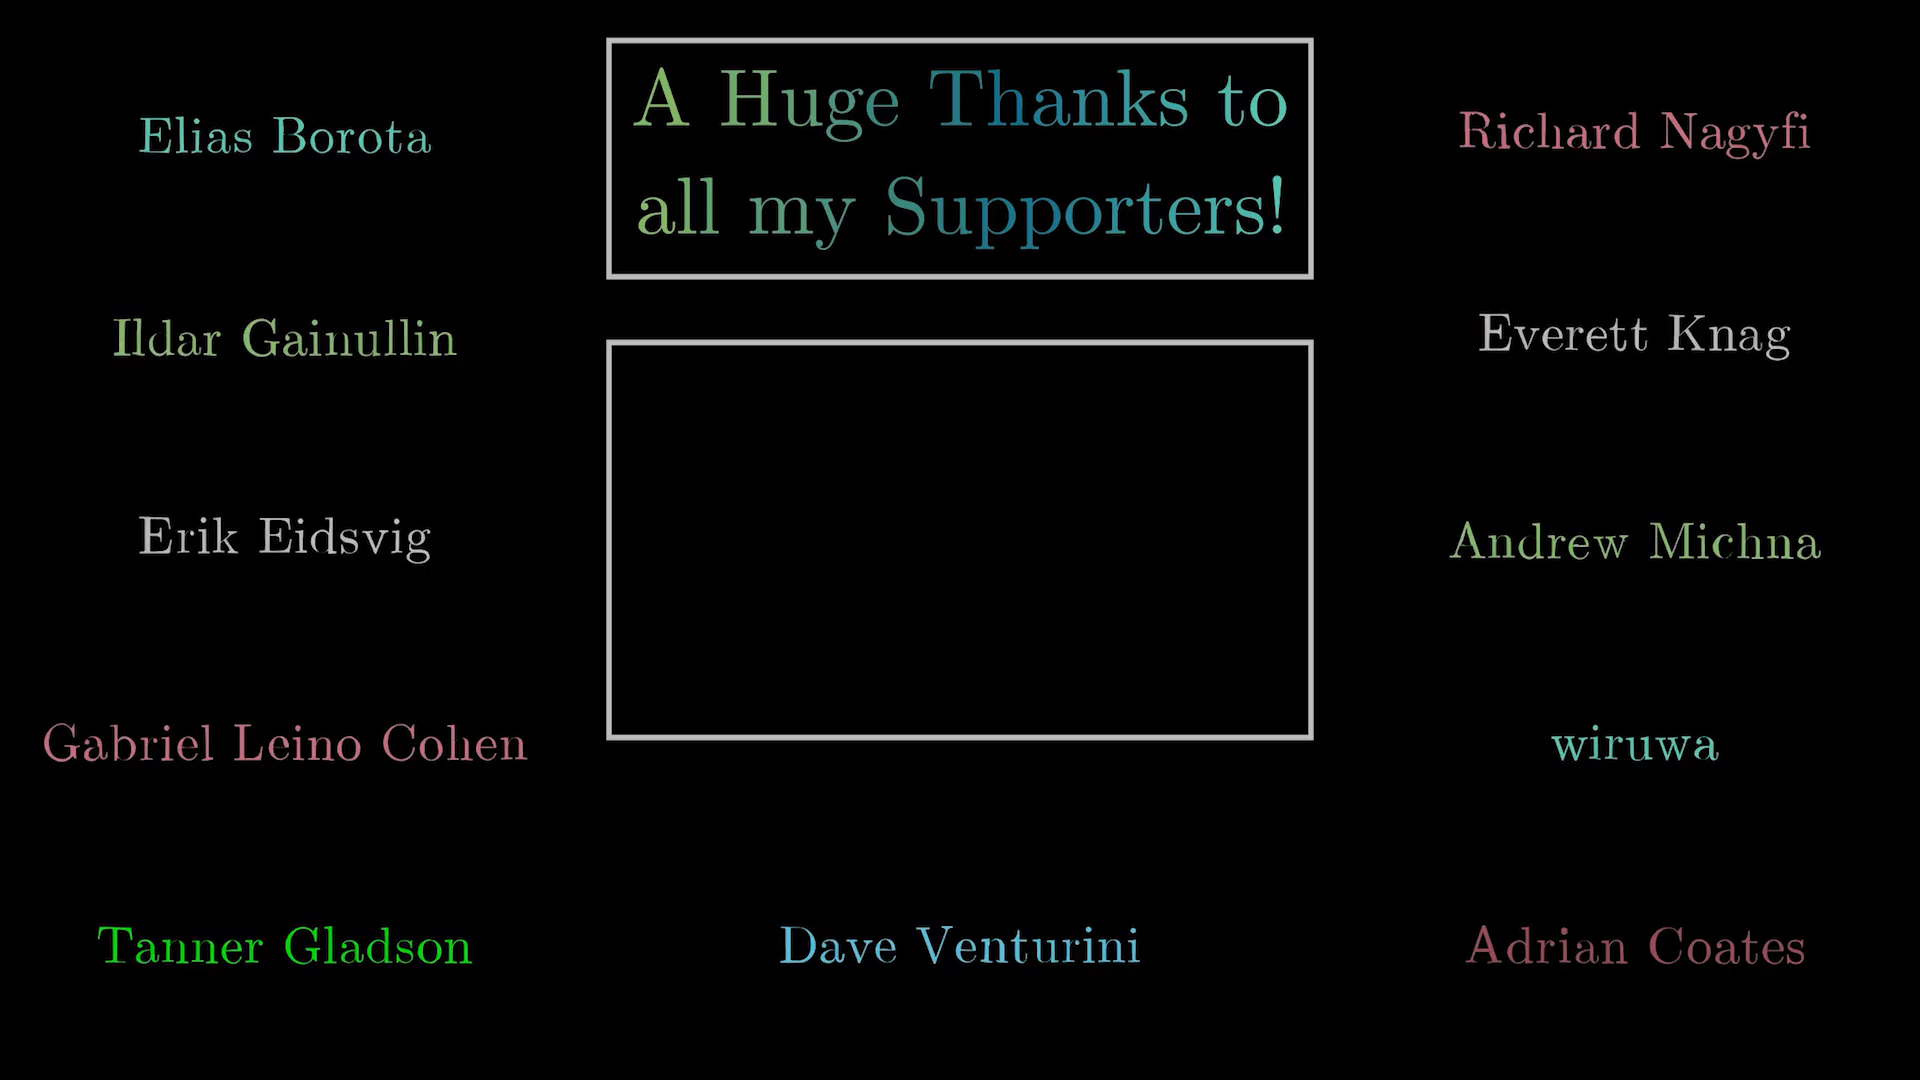 A Huge Thanks to
all my Supporters!
Elias Borota
Richard Nagyfi
Ildar Gainullin
Everett Knag
Erik Eidsvig
Andrew Michna
Gabriel Leino Cohen
wiruwa
Tanner Gladson
Dave Venturini
Adrian Coates